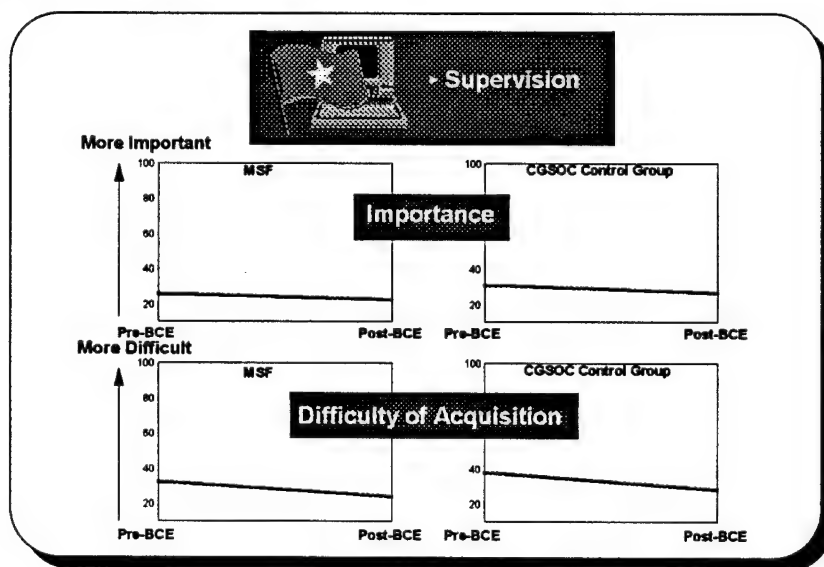 ▸ Supervision
More Important
MSF
CGSOC Control Group
100
80
60
40
20
100
40
20
Importance
Pre-BCE
Post-BCE
Pre-BCE
Post-BCE
More Difficult
MSF
CGSOC Control Group
100
80
60
40
20
100
40
20
Difficulty of Acquisition
Pre-BCE
Post-BCE
Pre-BCE
Post-BCE